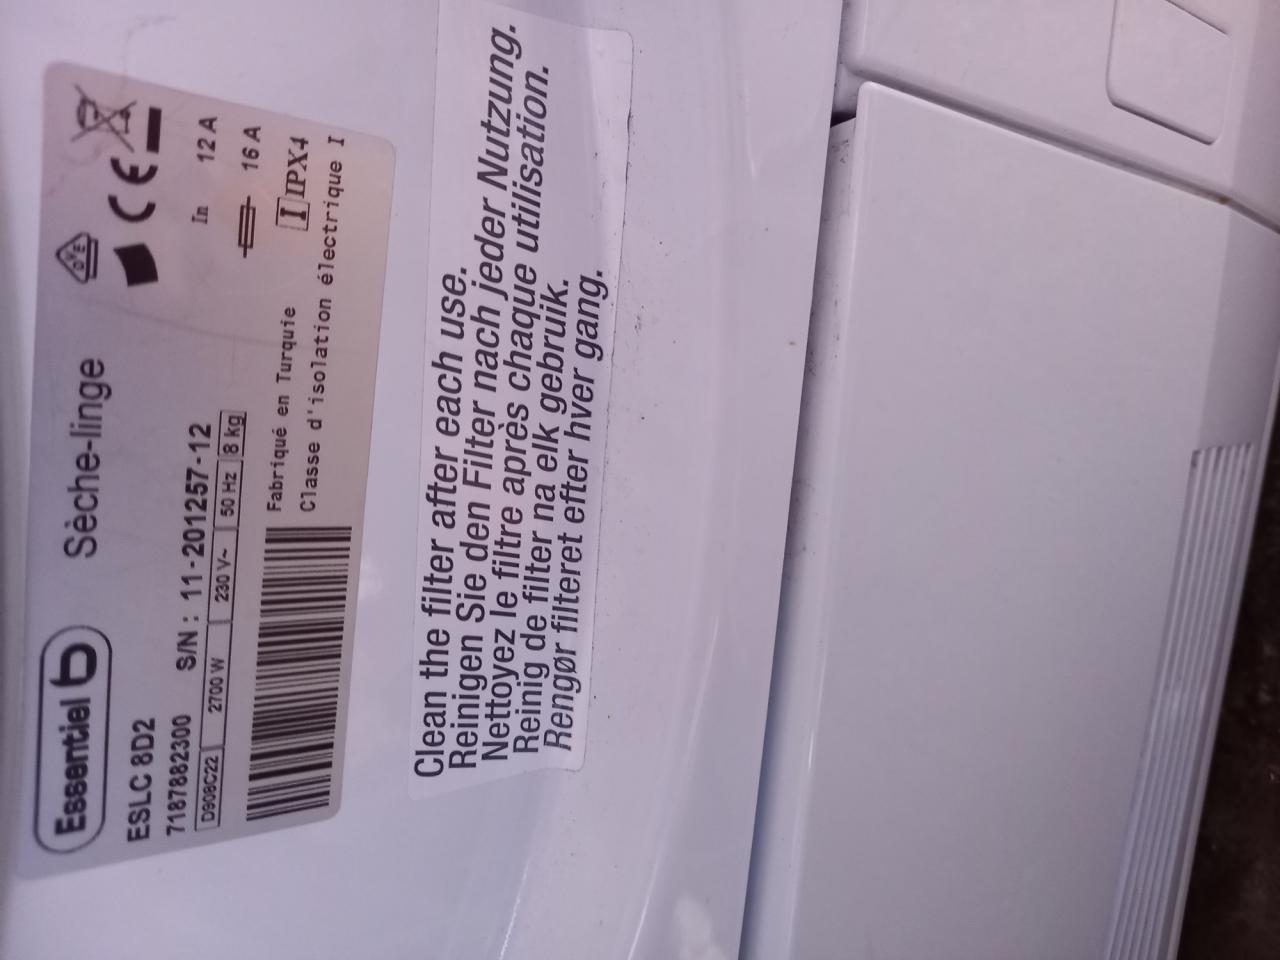 Essentiel b Sèche-linge OVE
ESLC 8D2 CE
7187882300 S/N : 11-201257-12
D908C22 2700 W 230 V~ 50 Hz 8 kg
In 12 A
16 A
Fabriqué en Turquie I IPX4
Classe d'isolation électrique I
Clean the filter after each use.
Reinigen Sie den Filter nach jeder Nutzung.
Nettoyez le filtre après chaque utilisation.
Reinig de filter na elk gebruik.
Rengør filteret efter hver gang.